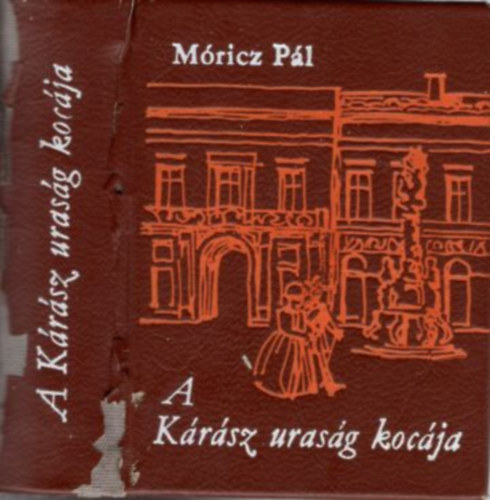 A Kárász uraság kocája
Móricz Pál
A
Kárász uraság kocája